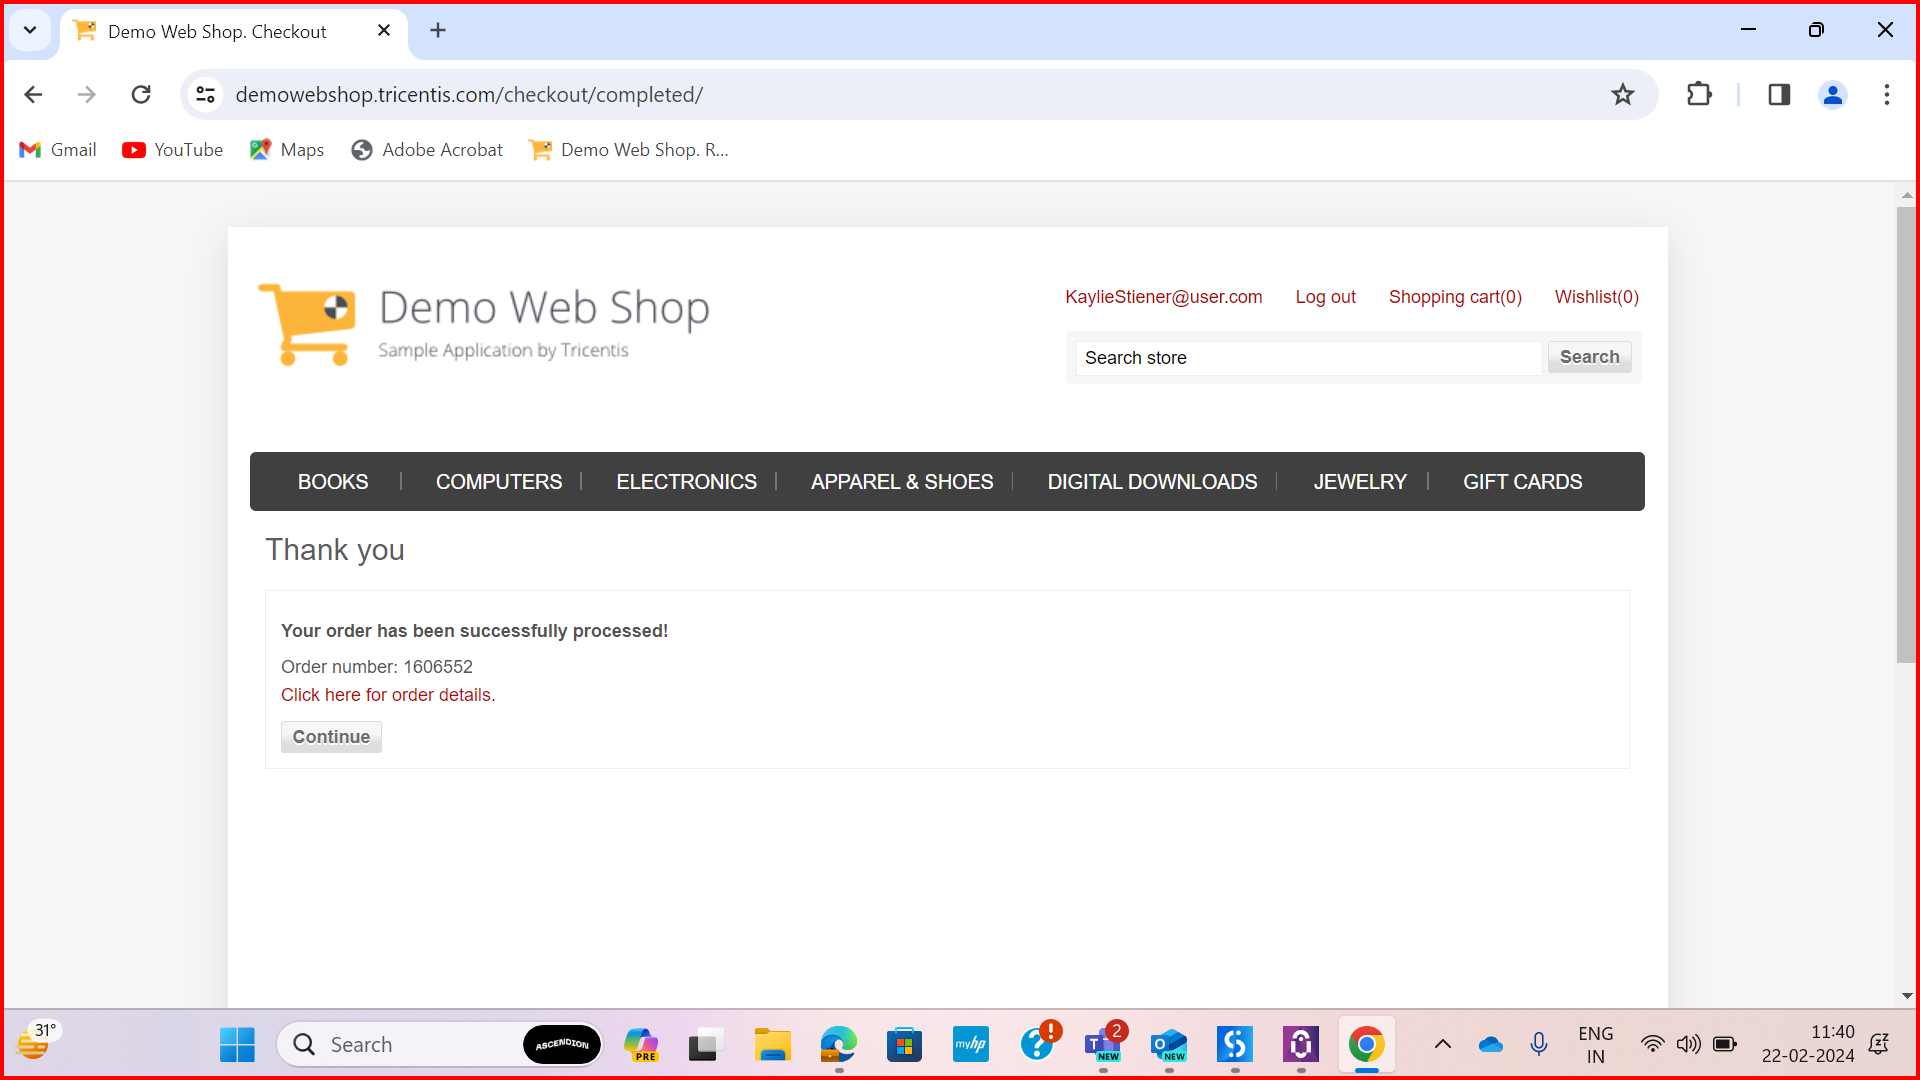 Demo Web Shop. Checkout
demowebshop.tricentis.com/checkout/completed/
Gmail YouTube Maps Adobe Acrobat Demo Web Shop. R...
Demo Web Shop
Sample Application by Tricentis
KaylieStiener@user.com Log out Shopping cart(0) Wishlist(0)
Search store Search
BOOKS COMPUTERS ELECTRONICS APPAREL & SHOES DIGITAL DOWNLOADS JEWELRY GIFT CARDS
Thank you
Your order has been successfully processed!
Order number: 1606552
Click here for order details.
Continue
31°
Search
ASCENDION
PRE
myhp
2
T
NEW
O
NEW
ENG
IN
11:40
22-02-2024